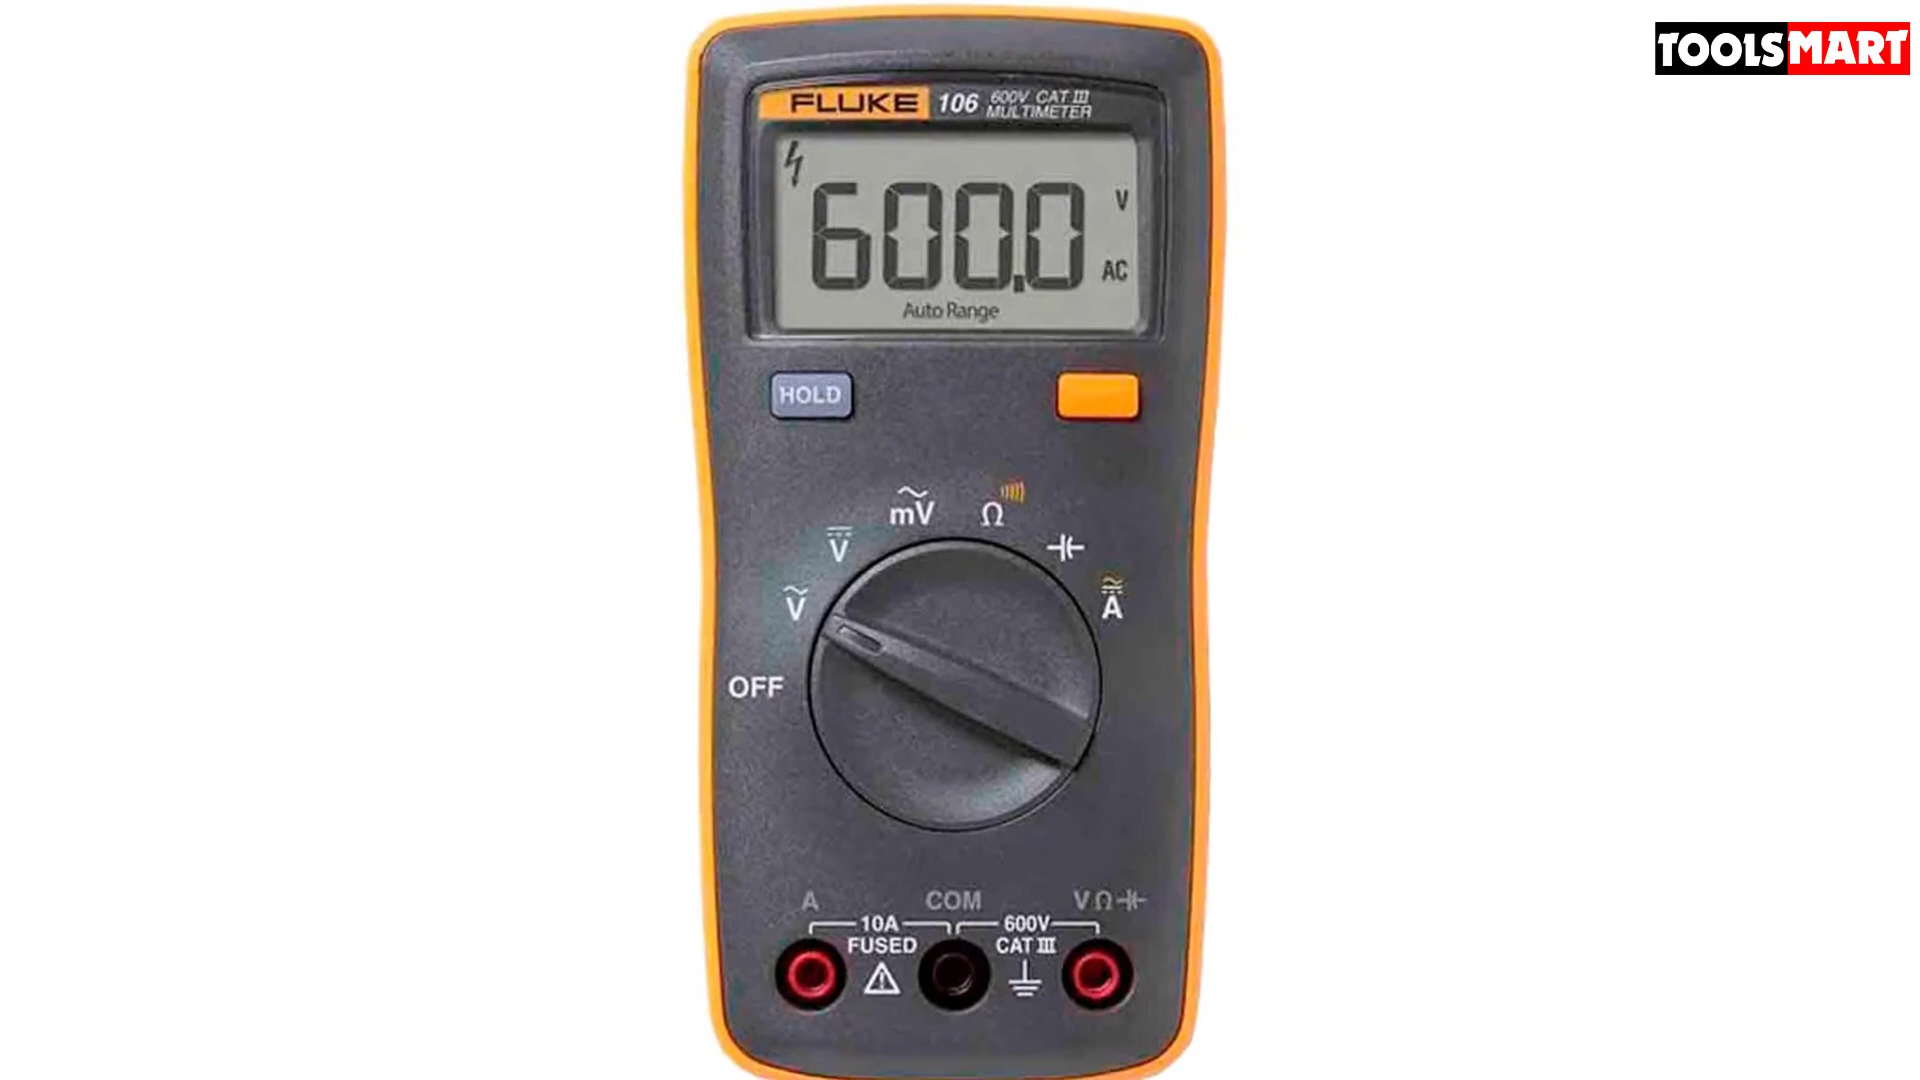 TOOLSMART
FLUKE 106 600V CAT III
MULTIMETER
600.0 V
AC
Auto Range
HOLD
mV Ω
V
V A
OFF
A COM V Ω
10A 600V
FUSED CAT III